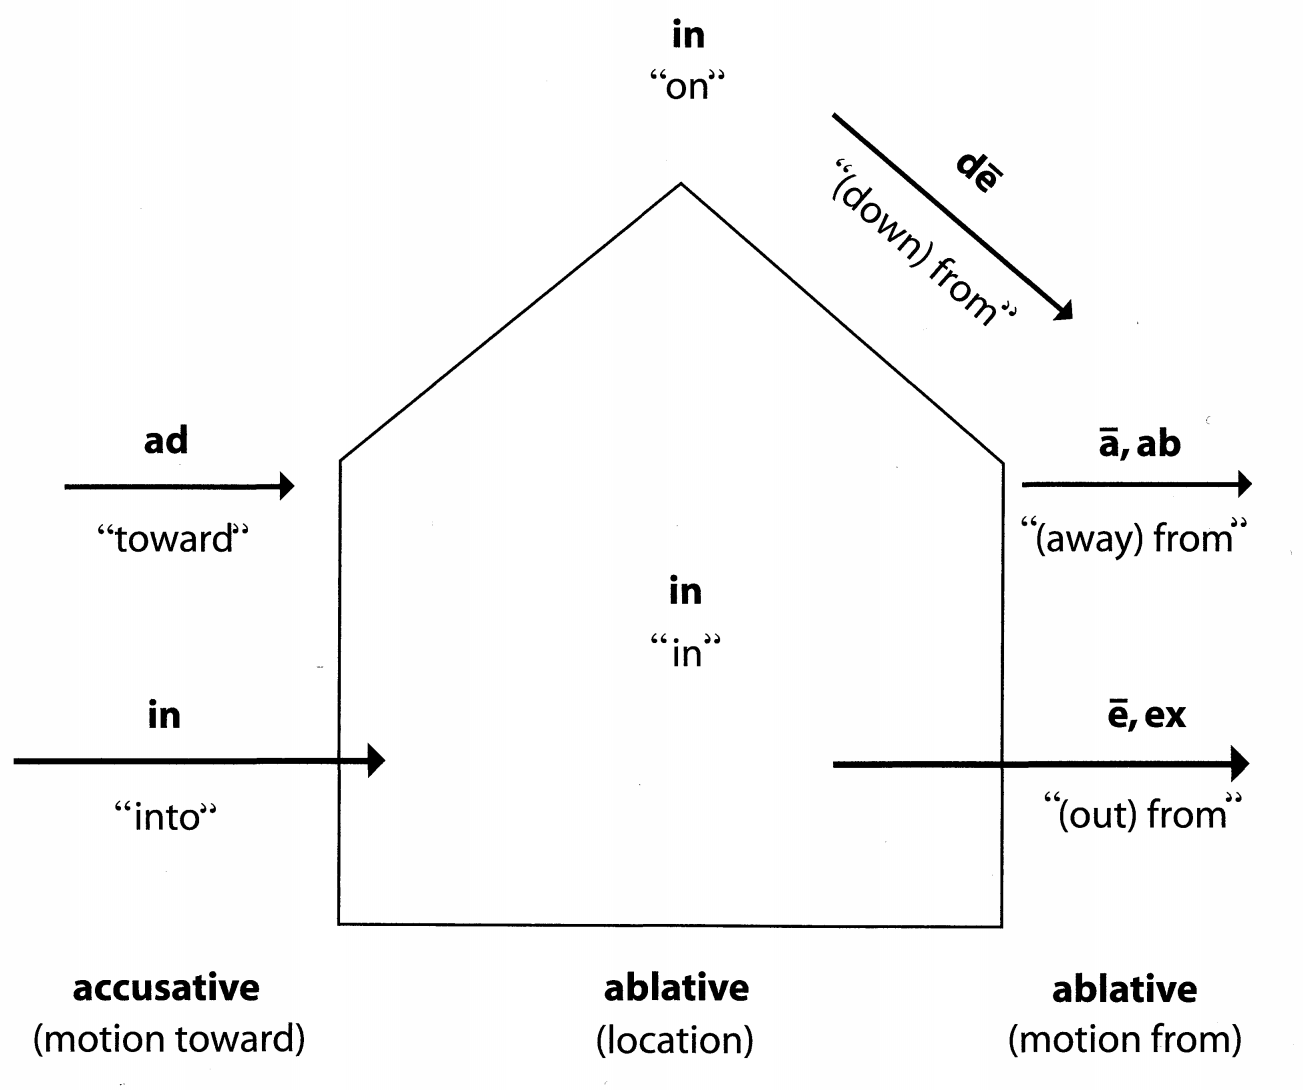 in
“on”
dē
“(down) from”
ad
“toward”
ā, ab
“(away) from”
in
“in”
in
“into”
ē, ex
“(out) from”
accusative
(motion toward)
ablative
(location)
ablative
(motion from)